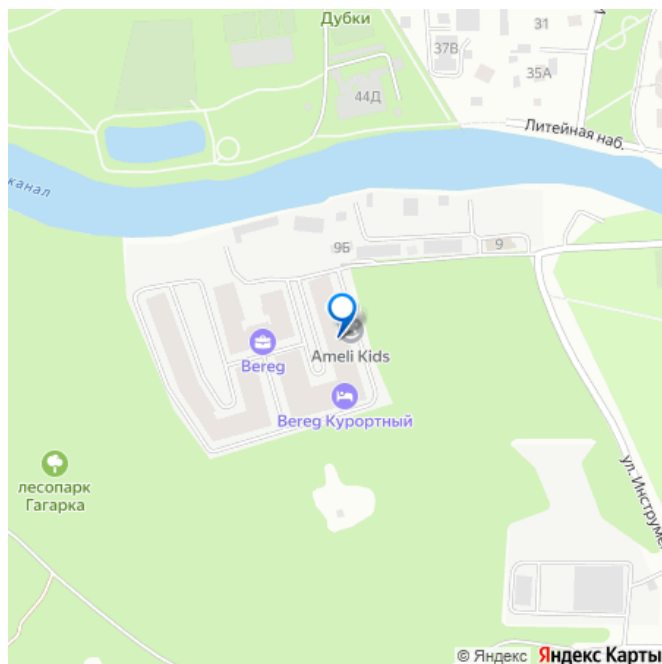 Дубки
31
37В
35А
44Д
Литейная наб.
канал
9Б
9
Ameli Kids
Bereg
Bereg Курортный
лесопарк
Гагарка
ул. Инструме
© Яндекс Яндекс Карты